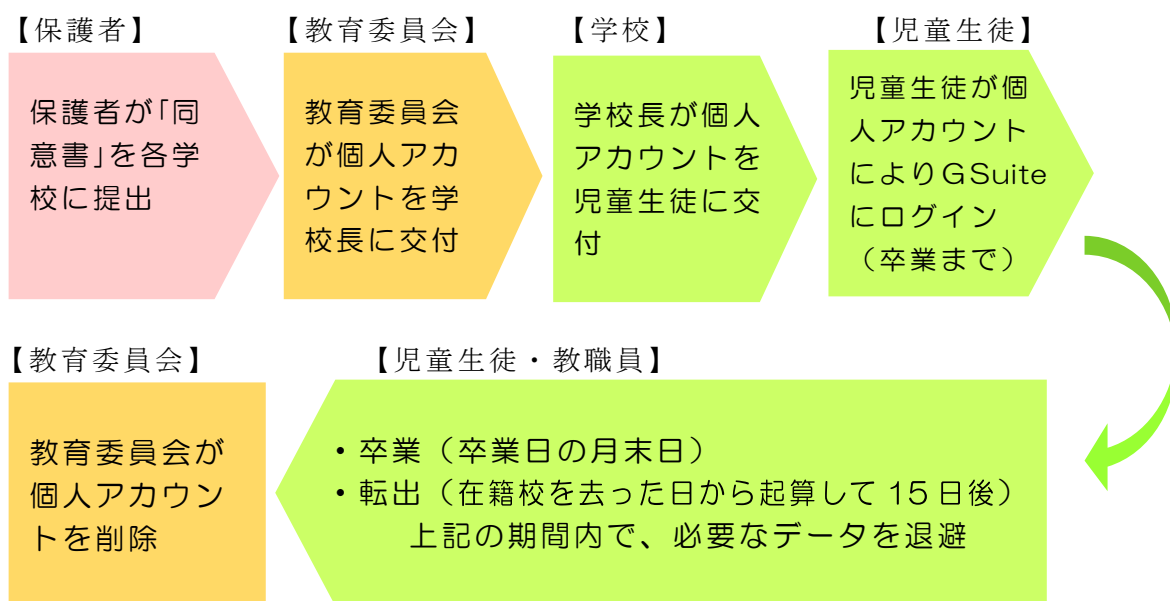 【保護者】
保護者が「同
意書」を各学
校に提出
【教育委員会】
教育委員会
が個人アカ
ウントを学
校長に交付
【学校】
学校長が個人
アカウントを
児童生徒に交
付
【児童生徒】
児童生徒が個
人アカウント
によりGSuite
にログイン
（卒業まで）
【児童生徒・教職員】
・卒業（卒業日の月末日）
・転出（在籍校を去った日から起算して 15 日後）
上記の期間内で、必要なデータを退避
【教育委員会】
教育委員会が
個人アカウン
トを削除